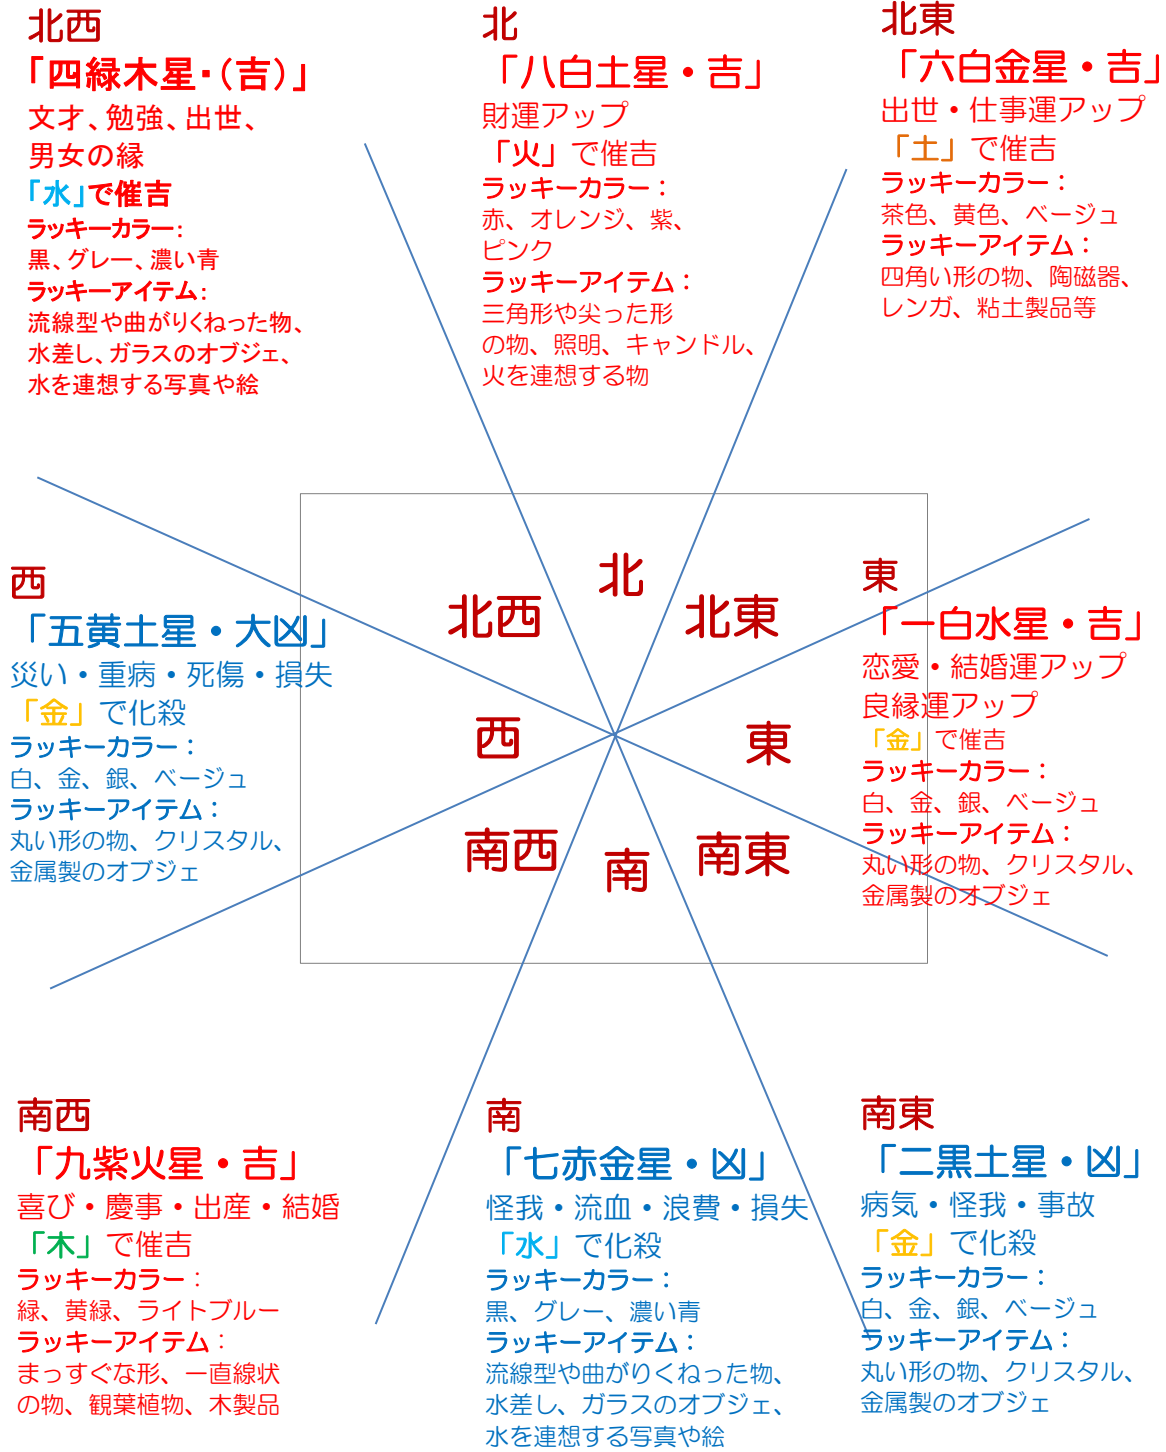 北西
「四緑木星・（吉）」
文才、勉強、出世、
男女の縁
「水」で催吉
ラッキーカラー：
黒、グレー、濃い青
ラッキーアイテム：
流線型や曲がりくねった物、
水差し、ガラスのオブジェ、
水を連想する写真や絵
北
「八白土星・吉」
財運アップ
「火」で催吉
ラッキーカラー：
赤、オレンジ、紫、
ピンク
ラッキーアイテム：
三角形や尖った形
の物、照明、キャンドル、
火を連想する物
北東
「六白金星・吉」
出世・仕事運アップ
「土」で催吉
ラッキーカラー：
茶色、黄色、ベージュ
ラッキーアイテム：
四角い形の物、陶磁器、
レンガ、粘土製品等
西
「五黄土星・大凶」
災い・重病・死傷・損失
「金」で化殺
ラッキーカラー：
白、金、銀、ベージュ
ラッキーアイテム：
丸い形の物、クリスタル、
金属製のオブジェ
北
北西
北東
西
東
南西
南
南東
東
「一白水星・吉」
恋愛・結婚運アップ
良縁運アップ
「金」で催吉
ラッキーカラー：
白、金、銀、ベージュ
ラッキーアイテム：
丸い形の物、クリスタル、
金属製のオブジェ
南西
「九紫火星・吉」
喜び・慶事・出産・結婚
「木」で催吉
ラッキーカラー：
緑、黄緑、ライトブルー
ラッキーアイテム：
まっすぐな形、一直線状
の物、観葉植物、木製品
南
「七赤金星・凶」
怪我・流血・浪費・損失
「水」で化殺
ラッキーカラー：
黒、グレー、濃い青
ラッキーアイテム：
流線型や曲がりくねった物、
水差し、ガラスのオブジェ、
水を連想する写真や絵
南東
「二黒土星・凶」
病気・怪我・事故
「金」で化殺
ラッキーカラー：
白、金、銀、ベージュ
ラッキーアイテム：
丸い形の物、クリスタル、
金属製のオブジェ